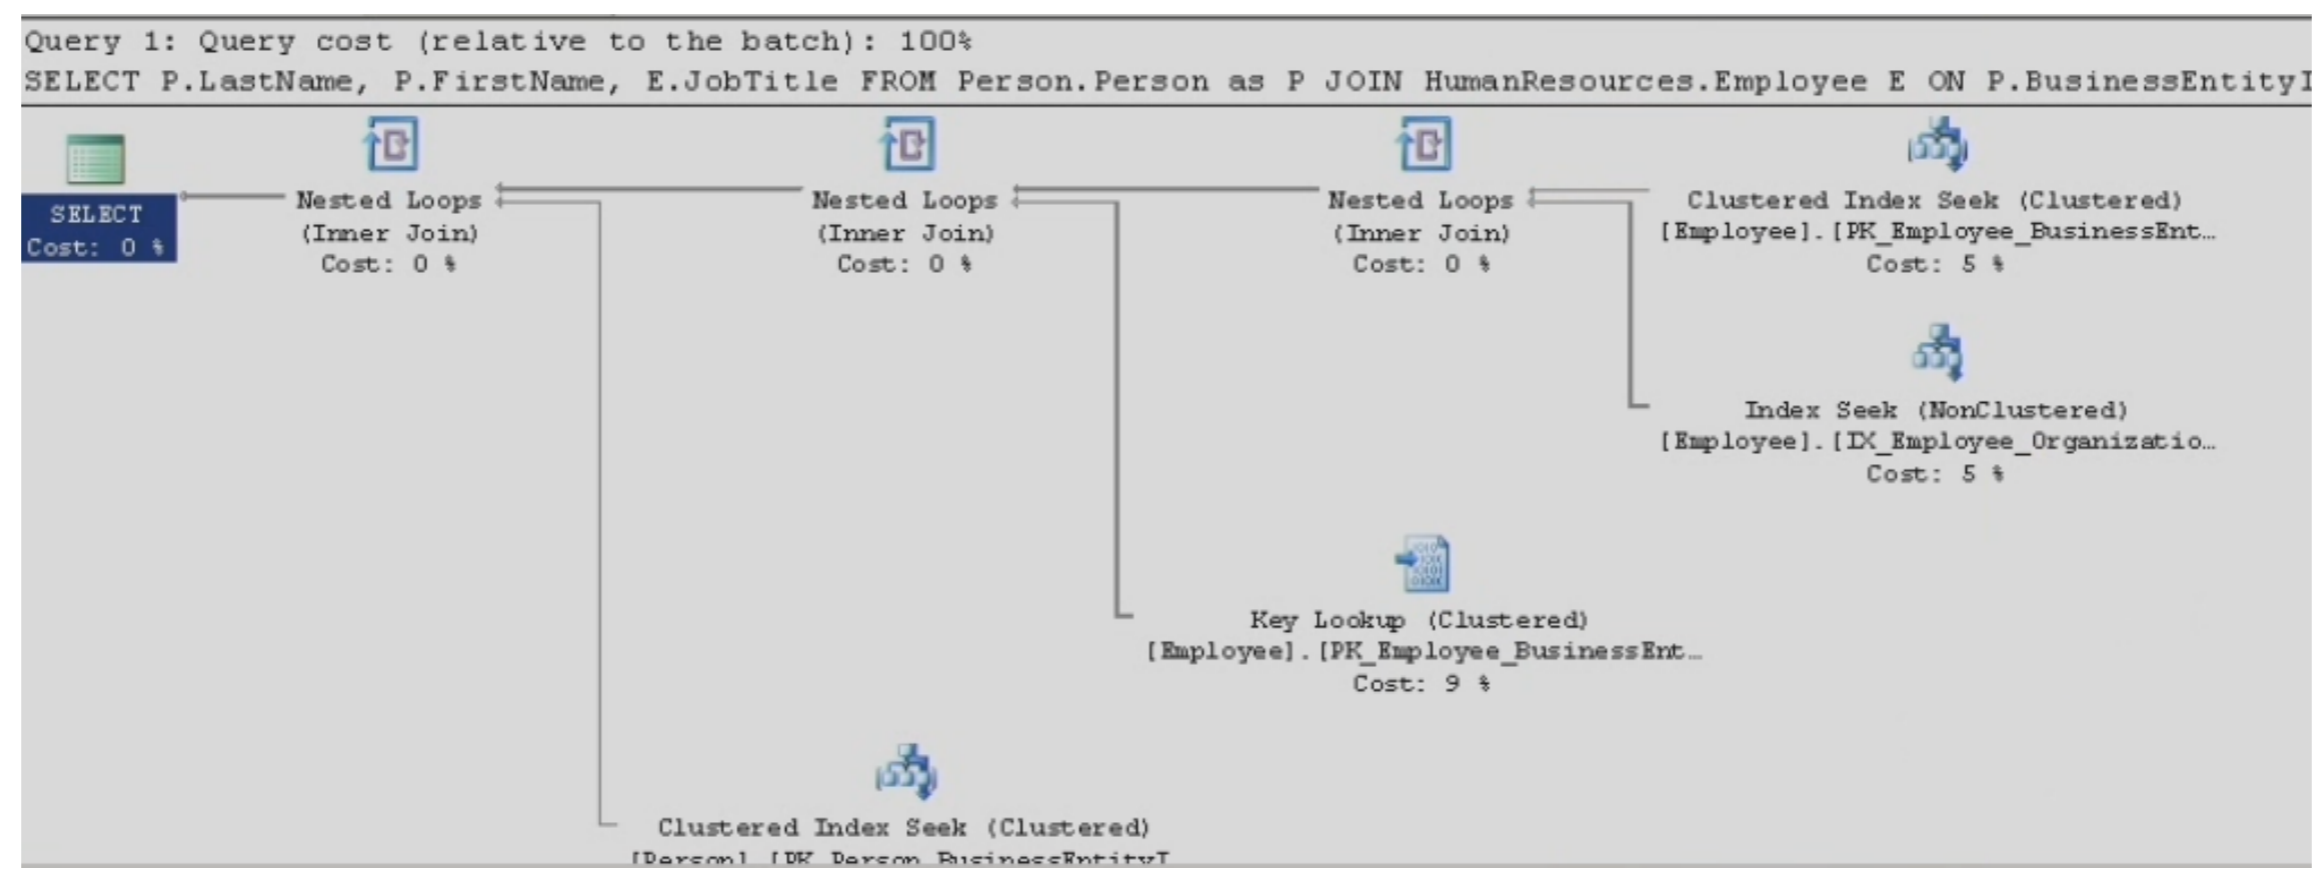 Query 1: Query cost (relative to the batch): 100%
SELECT P.LastName, P.FirstName, E.JobTitle FROM Person.Person as P JOIN HumanResources.Employee E ON P.BusinessEntityI
SELECT
Cost: 0 %
Nested Loops
(Inner Join)
Cost: 0 %
Nested Loops
(Inner Join)
Cost: 0 %
Nested Loops
(Inner Join)
Cost: 0 %
Clustered Index Seek (Clustered)
[Employee].[PK_Employee_BusinessEnt…
Cost: 5 %
Index Seek (NonClustered)
[Employee].[IX_Employee_Organizatio…
Cost: 5 %
Key Lookup (Clustered)
[Employee].[PK_Employee_BusinessEnt…
Cost: 9 %
Clustered Index Seek (Clustered)
[Person].[PK_Person_BusinessEntityI